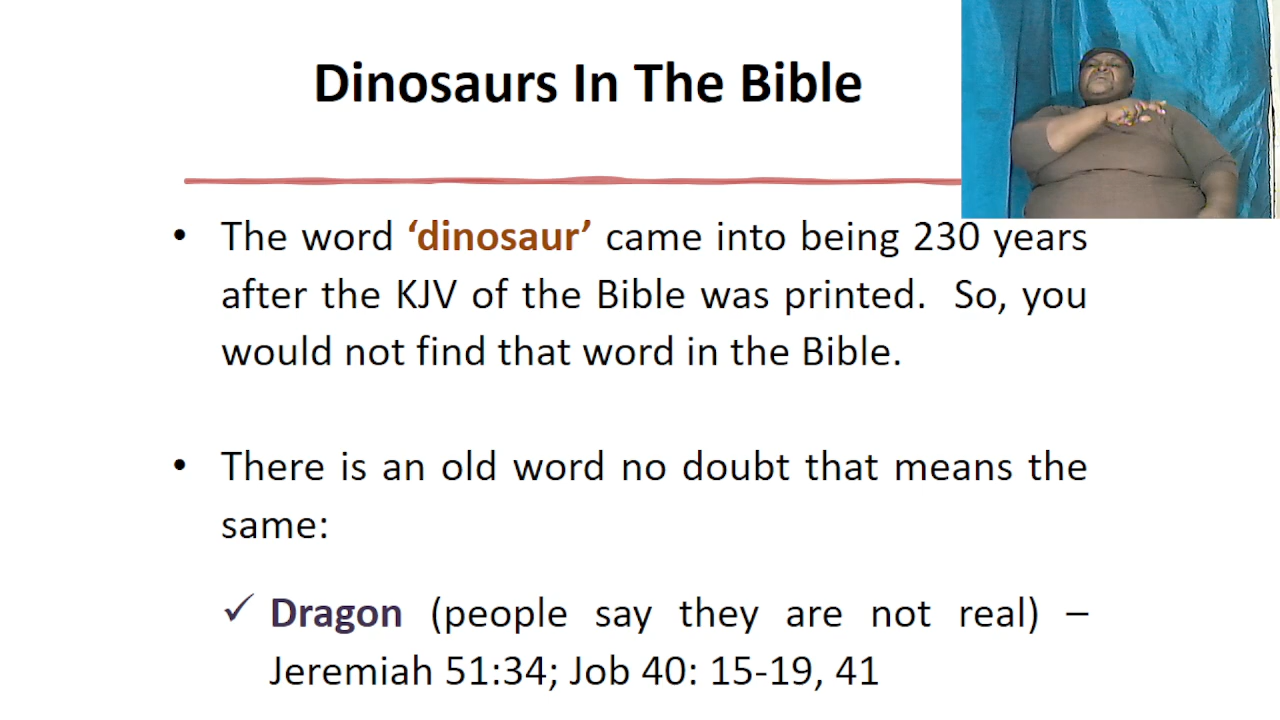 Dinosaurs In The Bible
• The word ‘dinosaur’ came into being 230 years
after the KJV of the Bible was printed. So, you
would not find that word in the Bible.
• There is an old word no doubt that means the
same:
✓ Dragon (people say they are not real) –
Jeremiah 51:34; Job 40: 15-19, 41